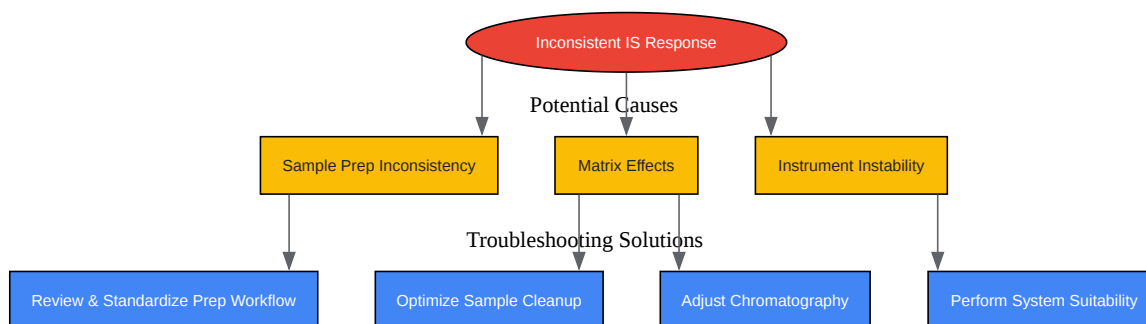 Inconsistent IS Response
Potential Causes
Sample Prep Inconsistency
Matrix Effects
Instrument Instability
Troubleshooting Solutions
Review & Standardize Prep Workflow
Optimize Sample Cleanup
Adjust Chromatography
Perform System Suitability